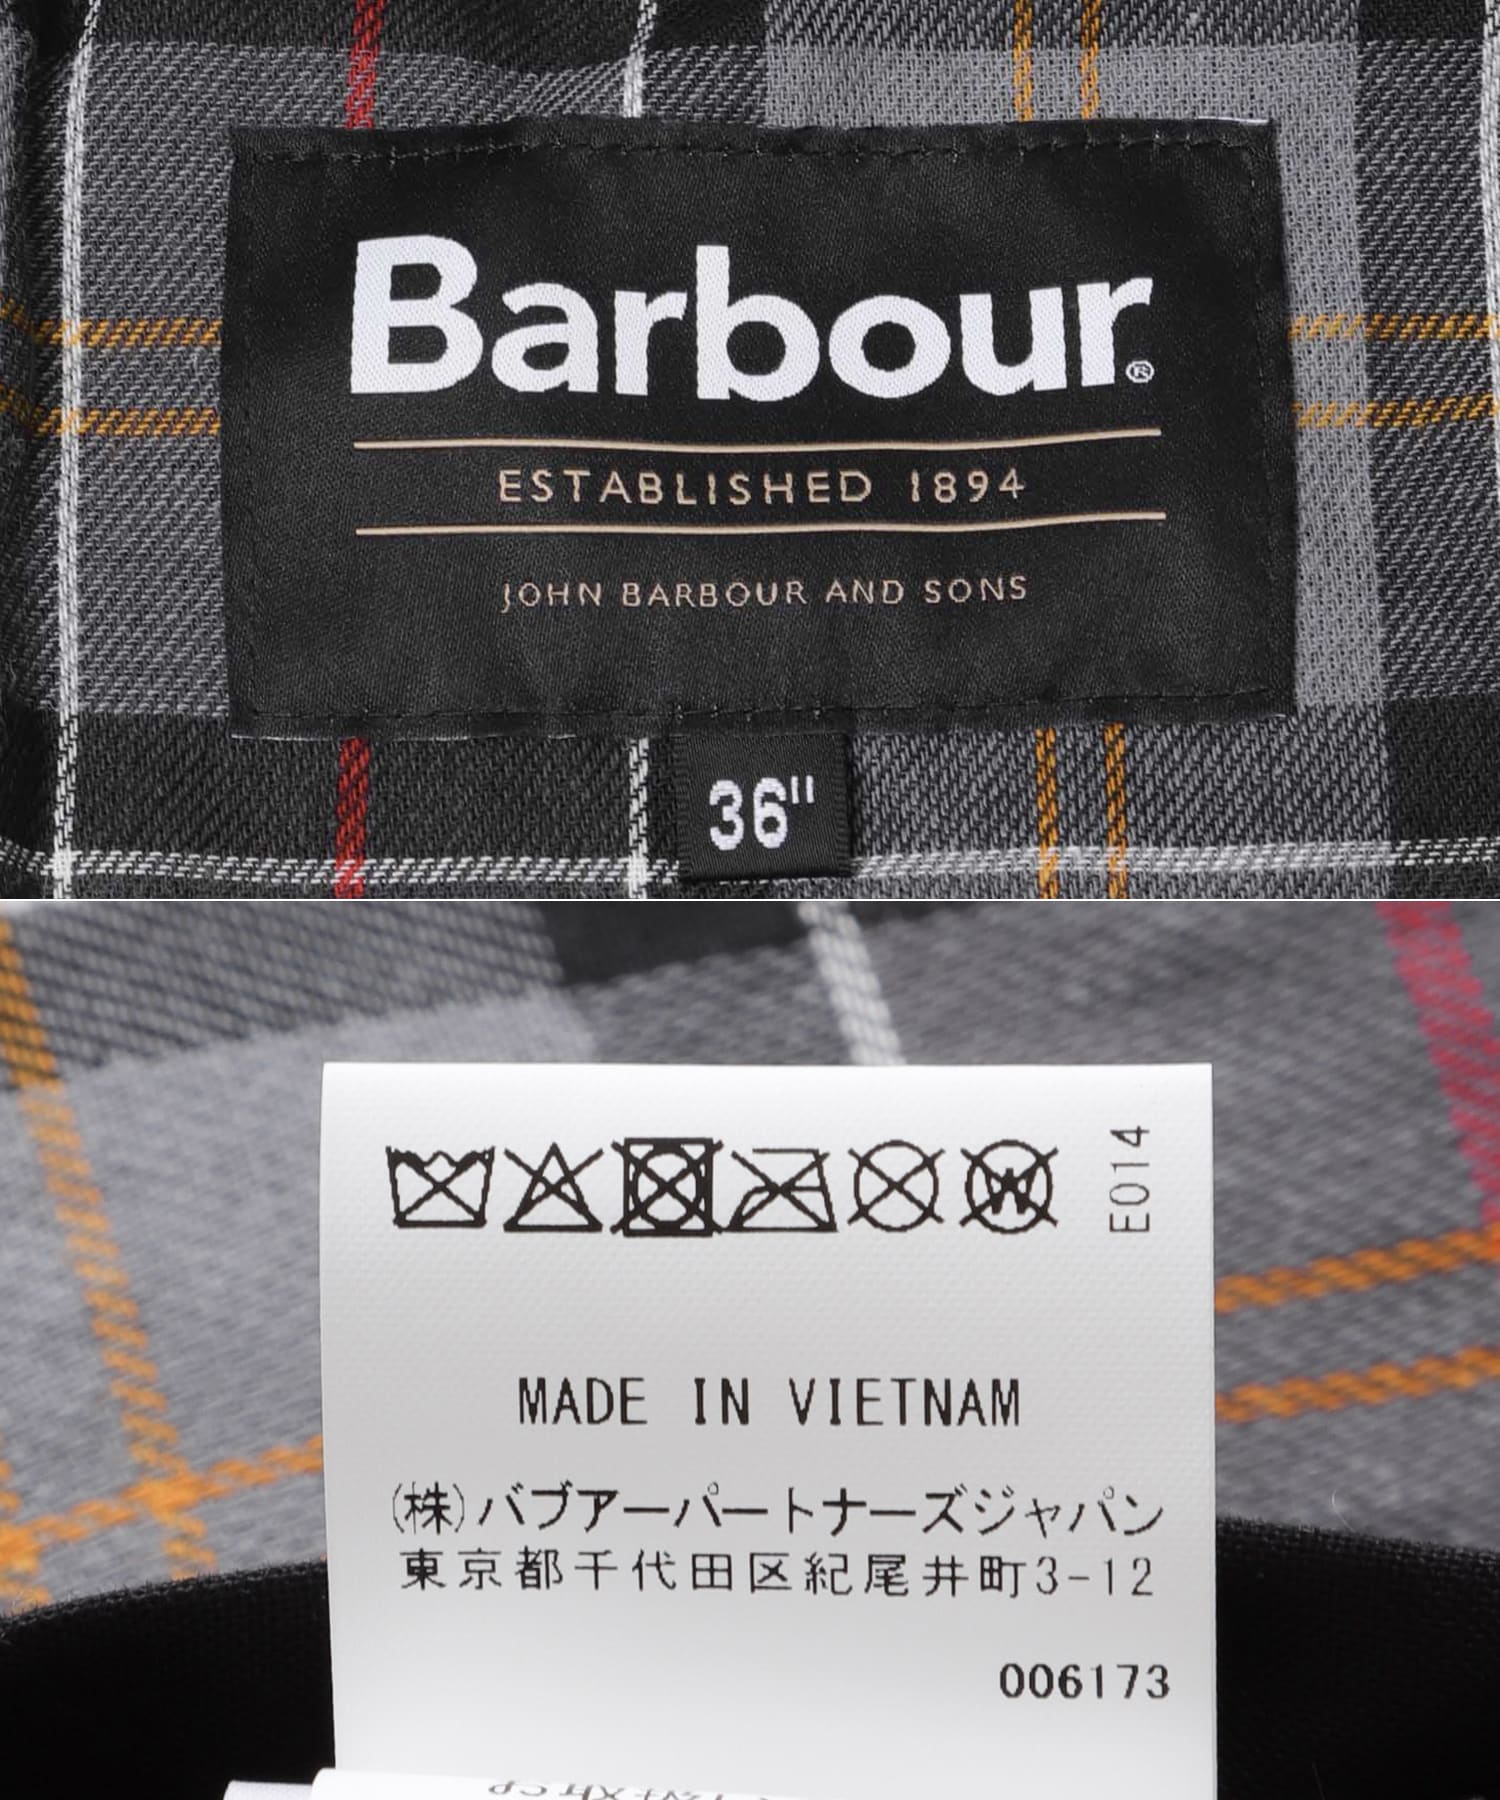 Barbour®
ESTABLISHED 1894
JOHN BARBOUR AND SONS
36"
W
E014
MADE IN VIETNAM
(株)バブアーパートナーズジャパン
東京都千代田区紀尾井町3-12
006173